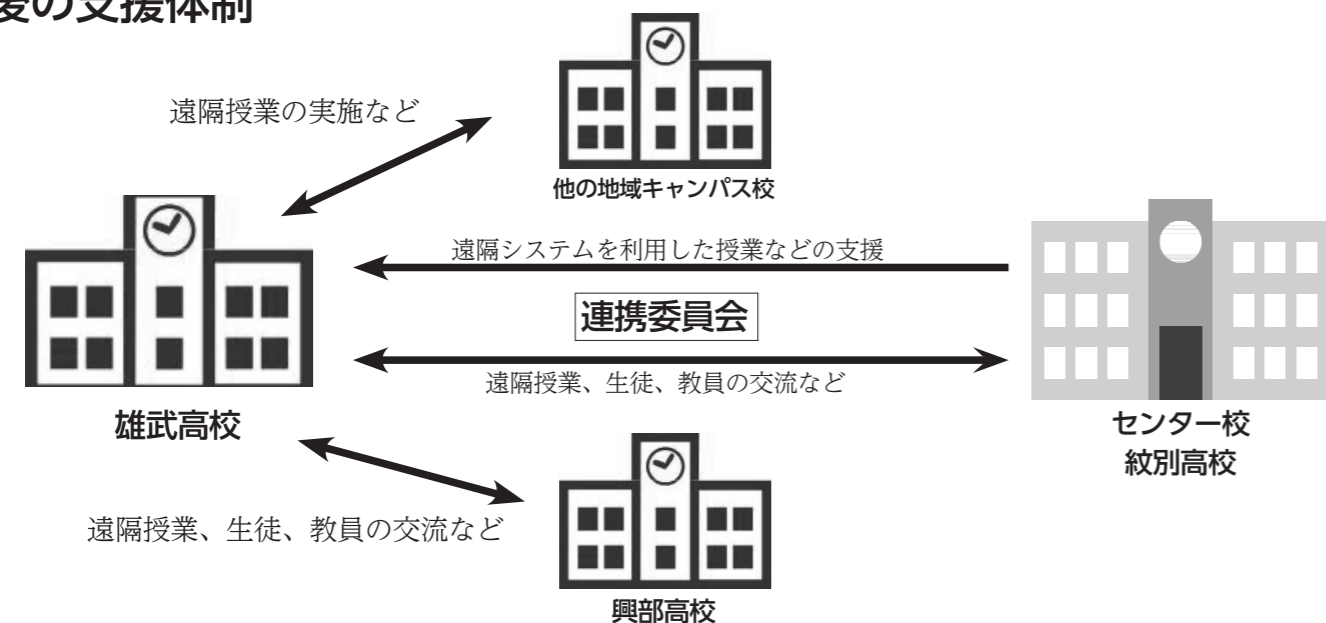 の支援体制
遠隔授業の実施など
他の地域キャンパス校
遠隔システムを利用した授業などの支援
連携委員会
遠隔授業、生徒、教員の交流など
雄武高校
センター校
紋別高校
遠隔授業、生徒、教員の交流など
興部高校